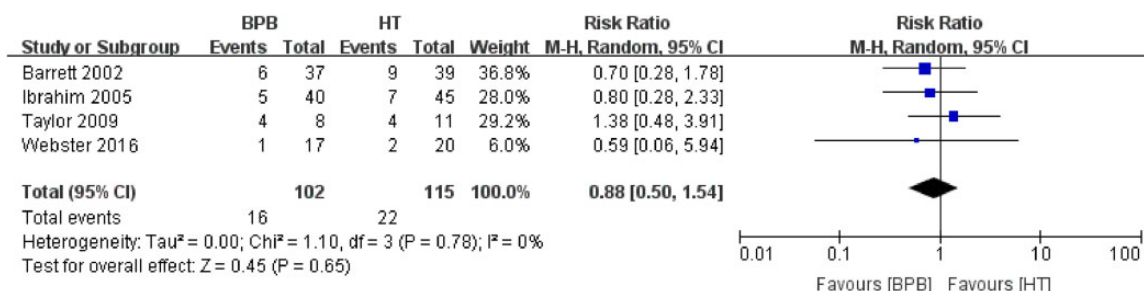 BPB HT Risk Ratio Risk Ratio
Study or Subgroup Events Total Events Total Weight M-H, Random, 95% CI M-H, Random, 95% CI
Barrett 2002 6 37 9 39 36.8% 0.70 [0.28, 1.78]
Ibrahim 2005 5 40 7 45 28.0% 0.80 [0.28, 2.33]
Taylor 2009 4 8 4 11 29.2% 1.38 [0.48, 3.91]
Webster 2016 1 17 2 20 6.0% 0.59 [0.06, 5.94]
Total (95% CI) 102 115 100.0% 0.88 [0.50, 1.54]
Total events 16 22
Heterogeneity: Tau² = 0.00; Chi² = 1.10, df = 3 (P = 0.78); I² = 0%
Test for overall effect: Z = 0.45 (P = 0.65)
0.01 0.1 1 10 100
Favours [BPB] Favours [HT]